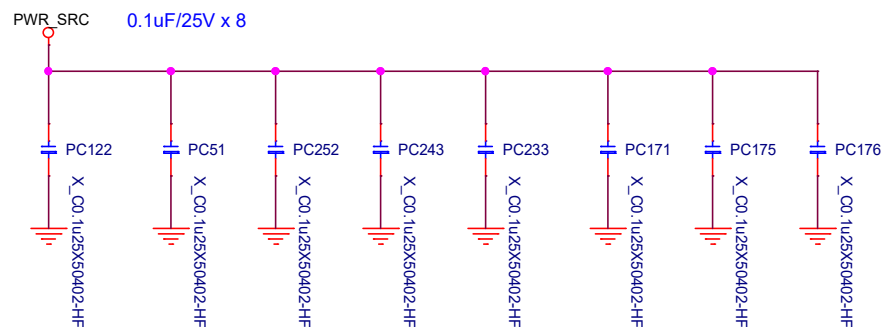 PWR_SRC
0.1uF/25V x 8
PC122
PC51
PC252
PC243
PC233
PC171
PC175
PC176
X_C0.1u25X50402-HF
X_C0.1u25X50402-HF
X_C0.1u25X50402-HF
X_C0.1u25X50402-HF
X_C0.1u25X50402-HF
X_C0.1u25X50402-HF
X_C0.1u25X50402-HF
X_C0.1u25X50402-HF